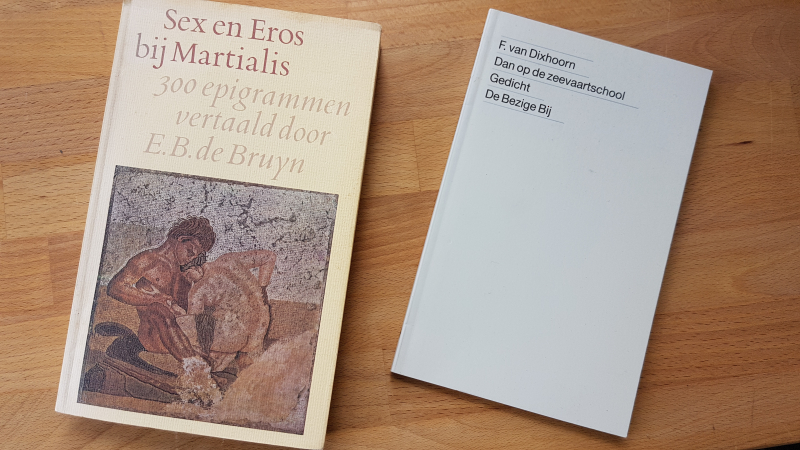 Sex en Eros
bij Martialis
300 epigrammen
vertaald door
E.B. de Bruyn
F. van Dixhoorn
Dan op de zeevaartschool
Gedicht
De Bezige Bij